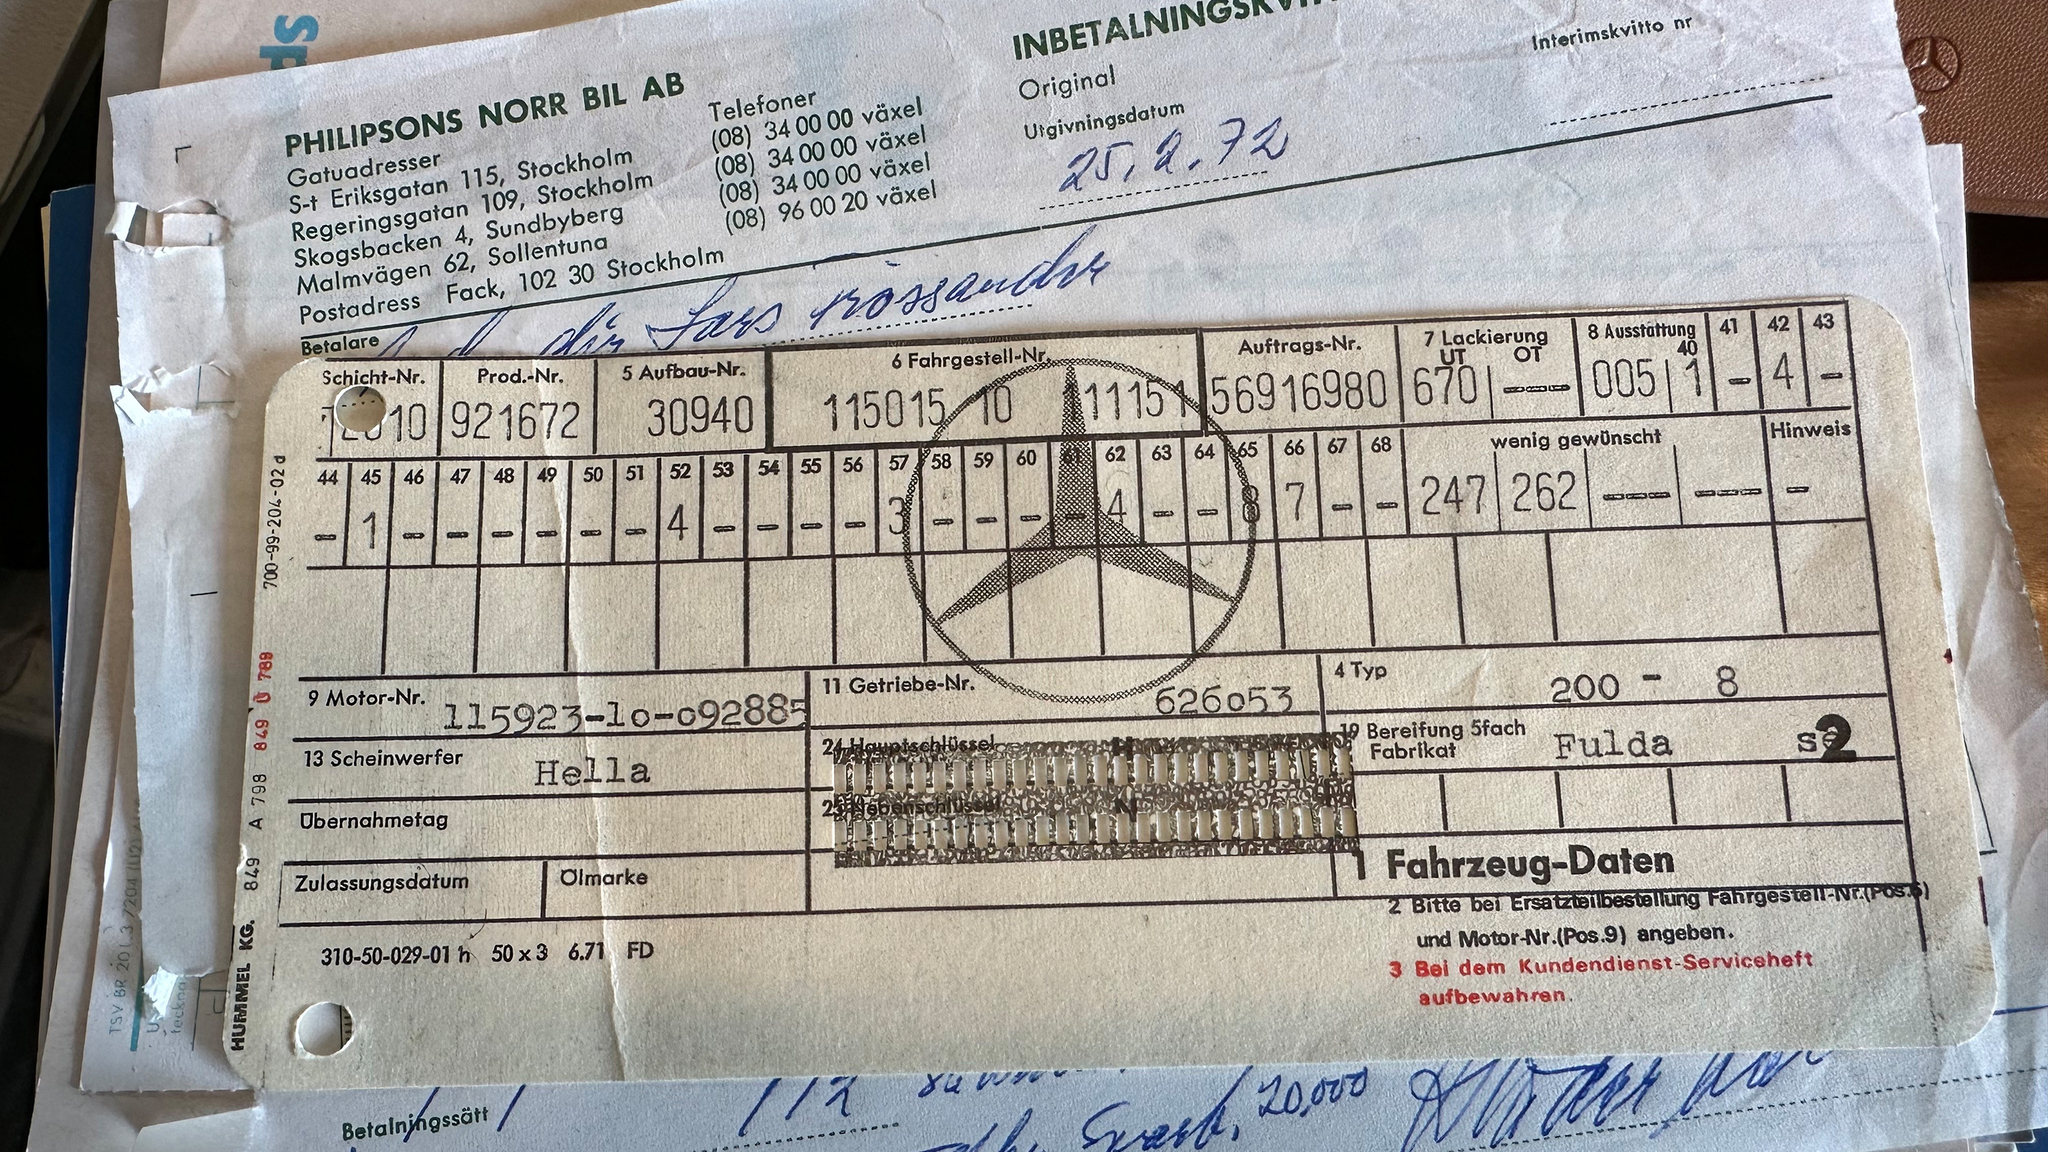 PHILIPSONS NORR BIL AB
Gatuadresser
S-t Eriksgatan 115, Stockholm
Regeringsgatan 109, Stockholm
Skogsbacken 4, Sundbyberg
Malmvägen 62, Sollentuna
Postadress Fack, 102 30 Stockholm
Telefoner
(08) 34 00 00 växel
(08) 34 00 00 växel
(08) 34 00 00 växel
(08) 96 00 20 växel
Original
Utgivningsdatum
25.2.72
Interimskvitto nr
Betalare
dir Lars
Schicht-Nr. Prod.-Nr. 5 Aufbau-Nr. 6 Fahrgestell-Nr. Auftrags-Nr. 7 Lackierung UT OT 8 Ausstattung 40 41 42 43
10 921672 30940 115015 10 111151 56916980 670 --- 005 1 - 4 -
44 45 46 47 48 49 50 51 52 53 54 55 56 57 58 59 60 61 62 63 64 65 66 67 68 wenig gewünscht Hinweis
- 1 - - - - - - 4 - - - - 3 - - - - 4 - - 8 7 - - 247 262 --- --- -
9 Motor-Nr. 115923-10-092885
11 Getriebe-Nr. 626053
4 Typ 200 - 8
13 Scheinwerfer Hella
24 Hauptschlüssel
19 Bereifung 5fach
Fabrikat Fulda
2
Übernahmetag
25 Nebenschlüssel
Zulassungsdatum
Ölmarke
1 Fahrzeug-Daten
2 Bitte bei Ersatzteilbestellung Fahrgestell-Nr.(Pos.6)
und Motor-Nr.(Pos.9) angeben.
3 Bei dem Kundendienst-Serviceheft
aufbewahren.
310-50-029-01 h 50 x 3 6.71 FD
700-99-204-02 d
HUMMEL KG. 849 A 798 849 Ü 789
Betalningssätt
20,000